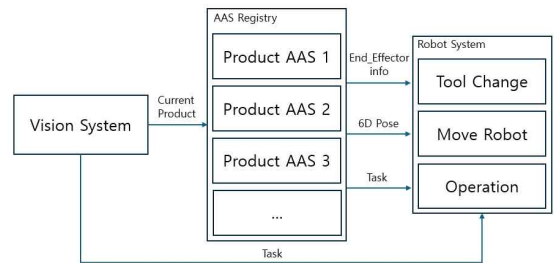 AAS Registry
Product AAS 1
Product AAS 2
Product AAS 3
...
Vision System
Current
Product
End_Effector
info
6D Pose
Task
Robot System
Tool Change
Move Robot
Operation
Task